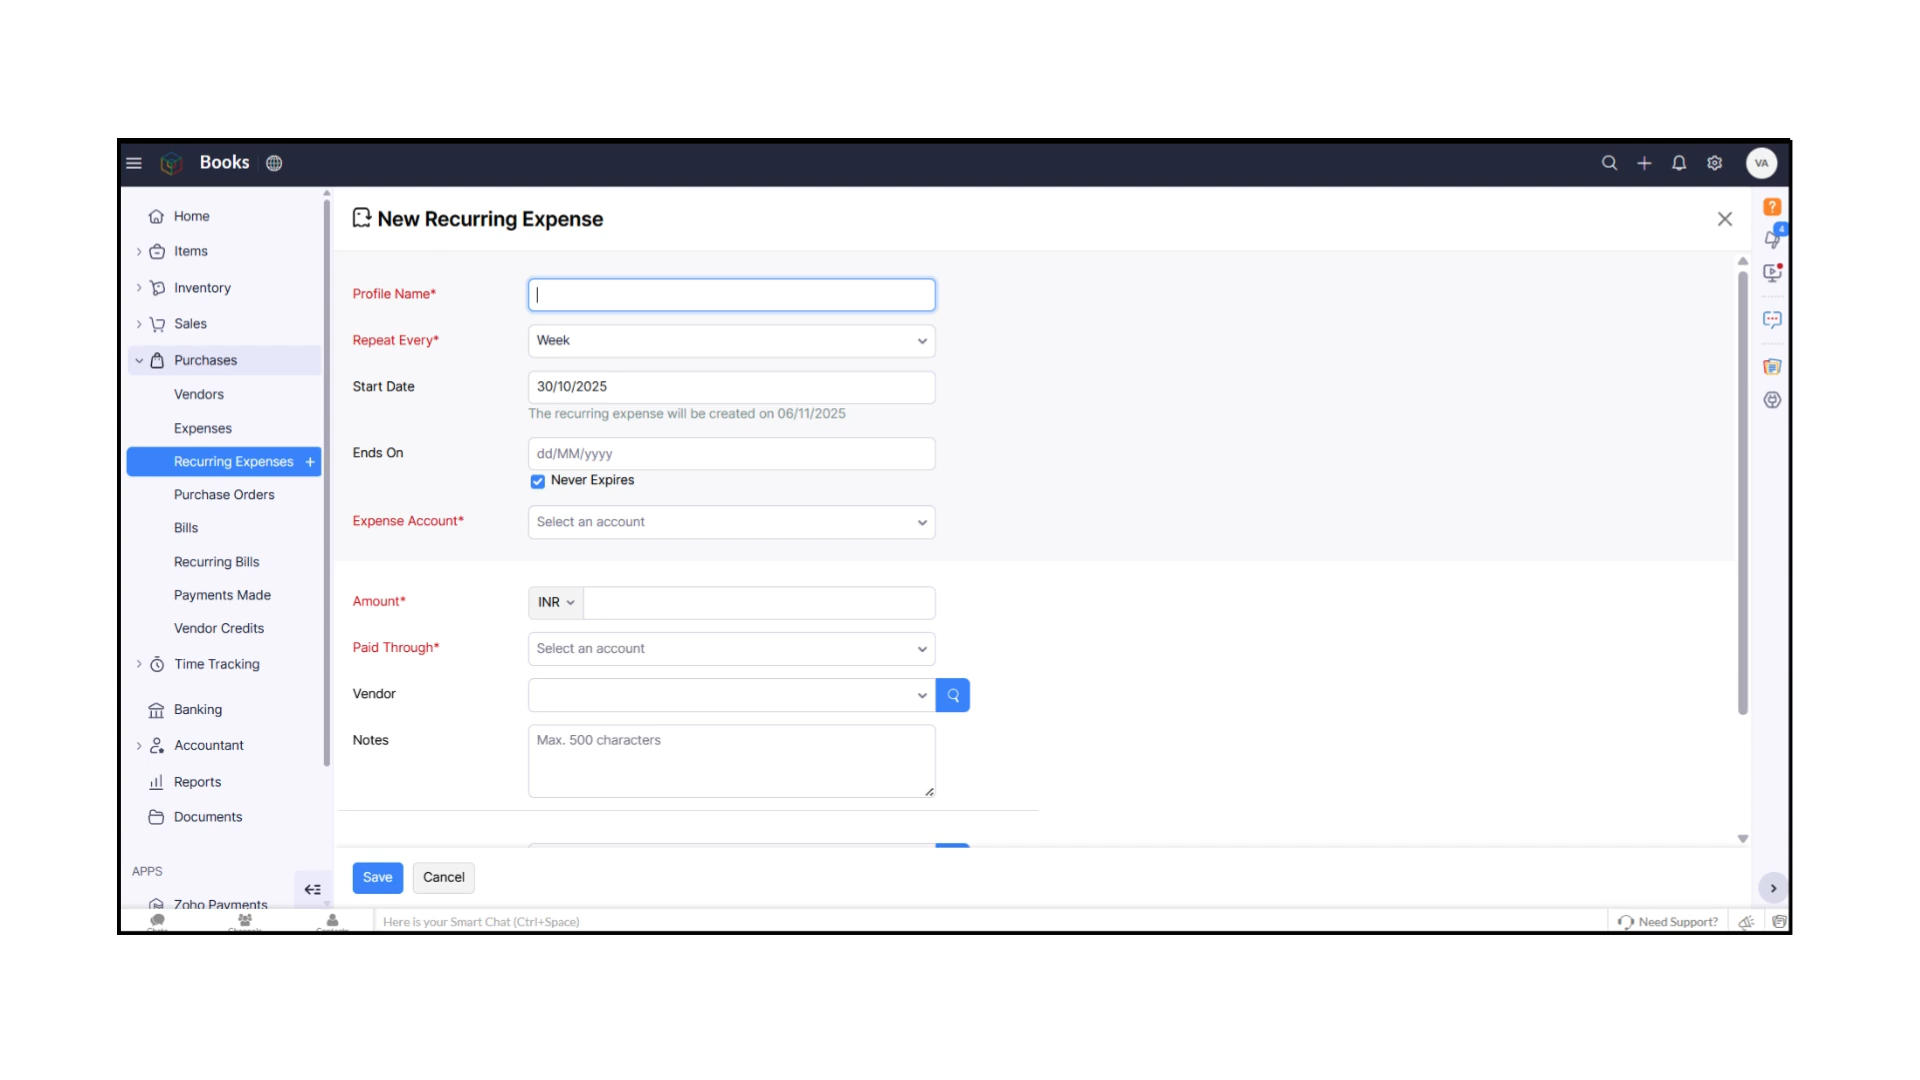 Books
VA
Home
Items
Inventory
Sales
Purchases
Vendors
Expenses
Recurring Expenses +
Purchase Orders
Bills
Recurring Bills
Payments Made
Vendor Credits
Time Tracking
Banking
Accountant
Reports
Documents
APPS
Zoho Payments
New Recurring Expense
Profile Name*
Repeat Every* Week
Start Date 30/10/2025
The recurring expense will be created on 06/11/2025
Ends On dd/MM/yyyy
Never Expires
Expense Account* Select an account
Amount* INR
Paid Through* Select an account
Vendor
Notes Max. 500 characters
Save Cancel
?
4
Here is your Smart Chat (Ctrl+Space)
Need Support?